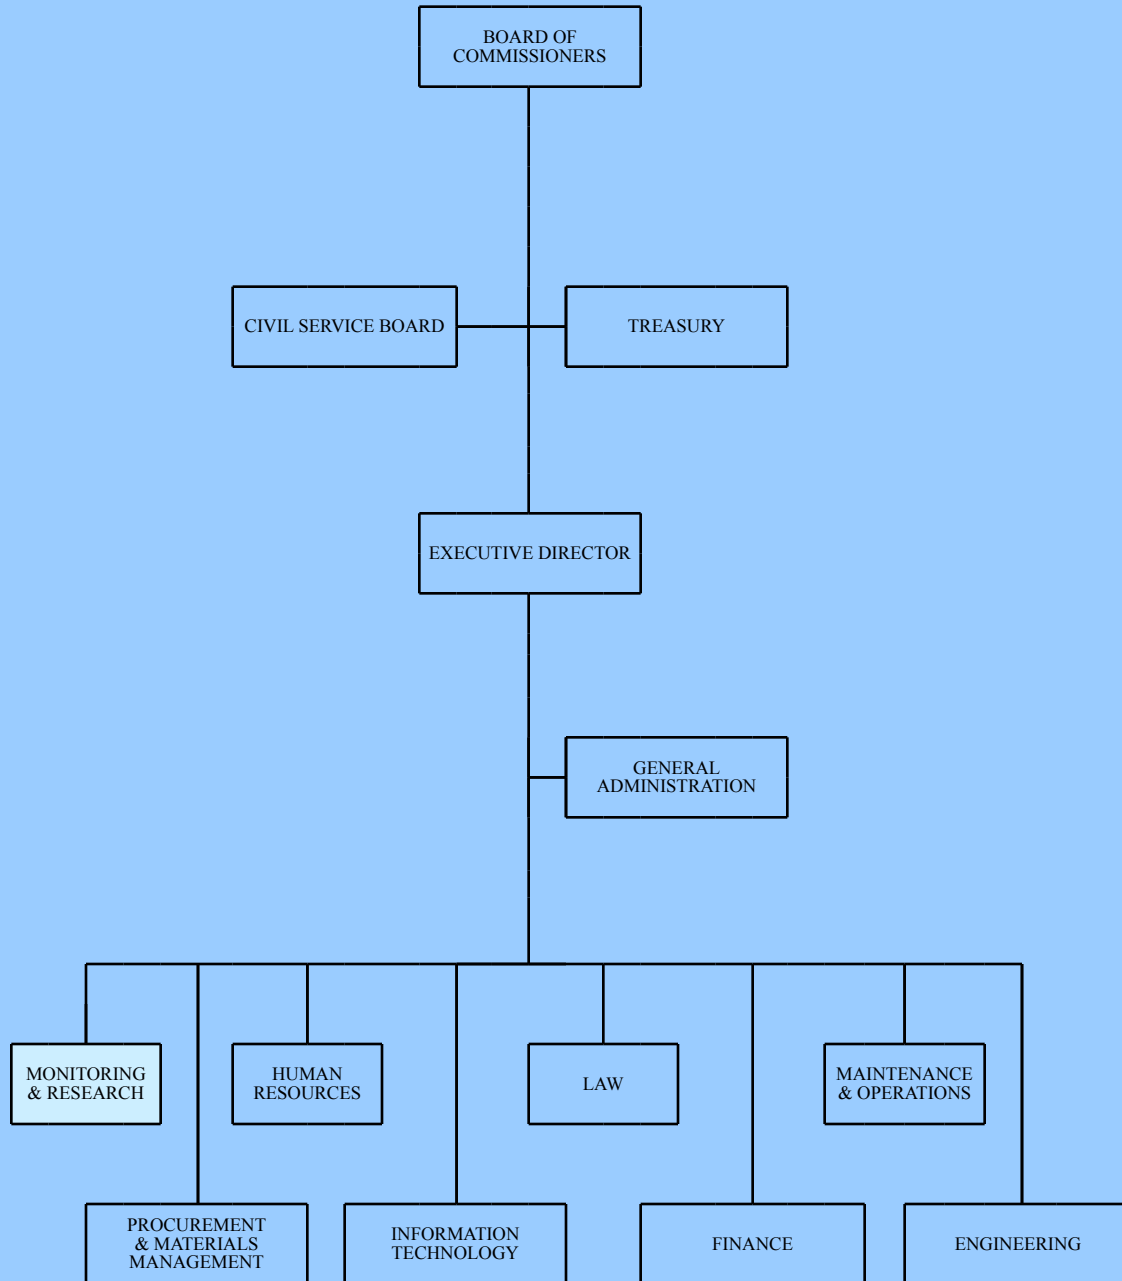 BOARD OF
COMMISSIONERS
CIVIL SERVICE BOARD
TREASURY
EXECUTIVE DIRECTOR
GENERAL
ADMINISTRATION
MONITORING
& RESEARCH
HUMAN
RESOURCES
LAW
MAINTENANCE
& OPERATIONS
PROCUREMENT
& MATERIALS
MANAGEMENT
INFORMATION
TECHNOLOGY
FINANCE
ENGINEERING